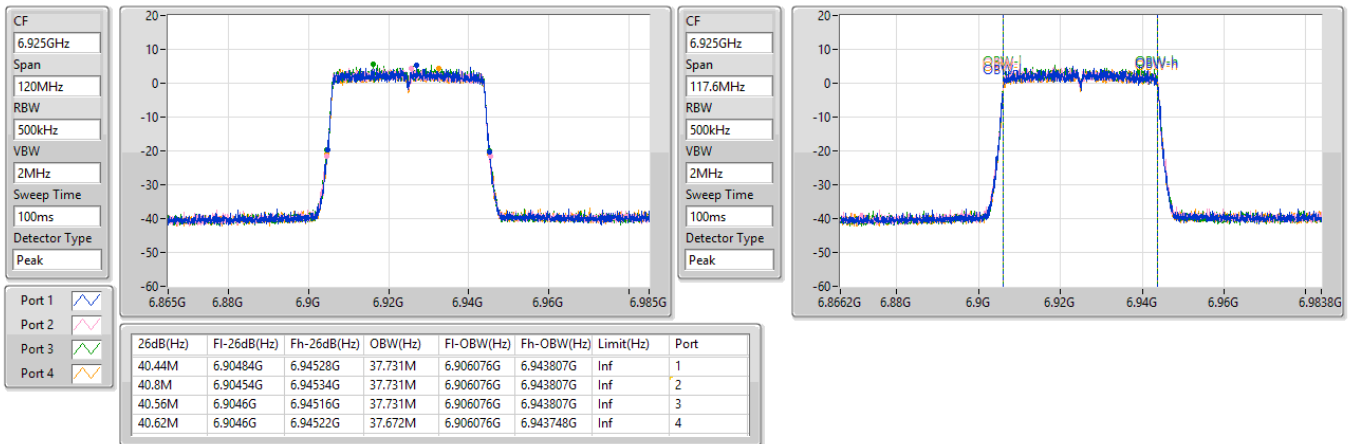 CF
6.925GHz
Span
120MHz
RBW
500kHz
VBW
2MHz
Sweep Time
100ms
Detector Type
Peak
20
10
0
-10
-20
-30
-40
-50
-60
6.865G 6.88G 6.9G 6.92G 6.94G 6.96G 6.985G
CF
6.925GHz
Span
117.6MHz
RBW
500kHz
VBW
2MHz
Sweep Time
100ms
Detector Type
Peak
20
10
0
-10
-20
-30
-40
-50
-60
OBW-l OBW-h
6.8662G 6.88G 6.9G 6.92G 6.94G 6.96G 6.9838G
Port 1
Port 2
Port 3
Port 4
26dB(Hz) Fl-26dB(Hz) Fh-26dB(Hz) OBW(Hz) Fl-OBW(Hz) Fh-OBW(Hz) Limit(Hz) Port
40.44M 6.90484G 6.94528G 37.731M 6.906076G 6.943807G Inf 1
40.8M 6.90454G 6.94534G 37.731M 6.906076G 6.943807G Inf 2
40.56M 6.9046G 6.94516G 37.731M 6.906076G 6.943807G Inf 3
40.62M 6.9046G 6.94522G 37.672M 6.906076G 6.943748G Inf 4